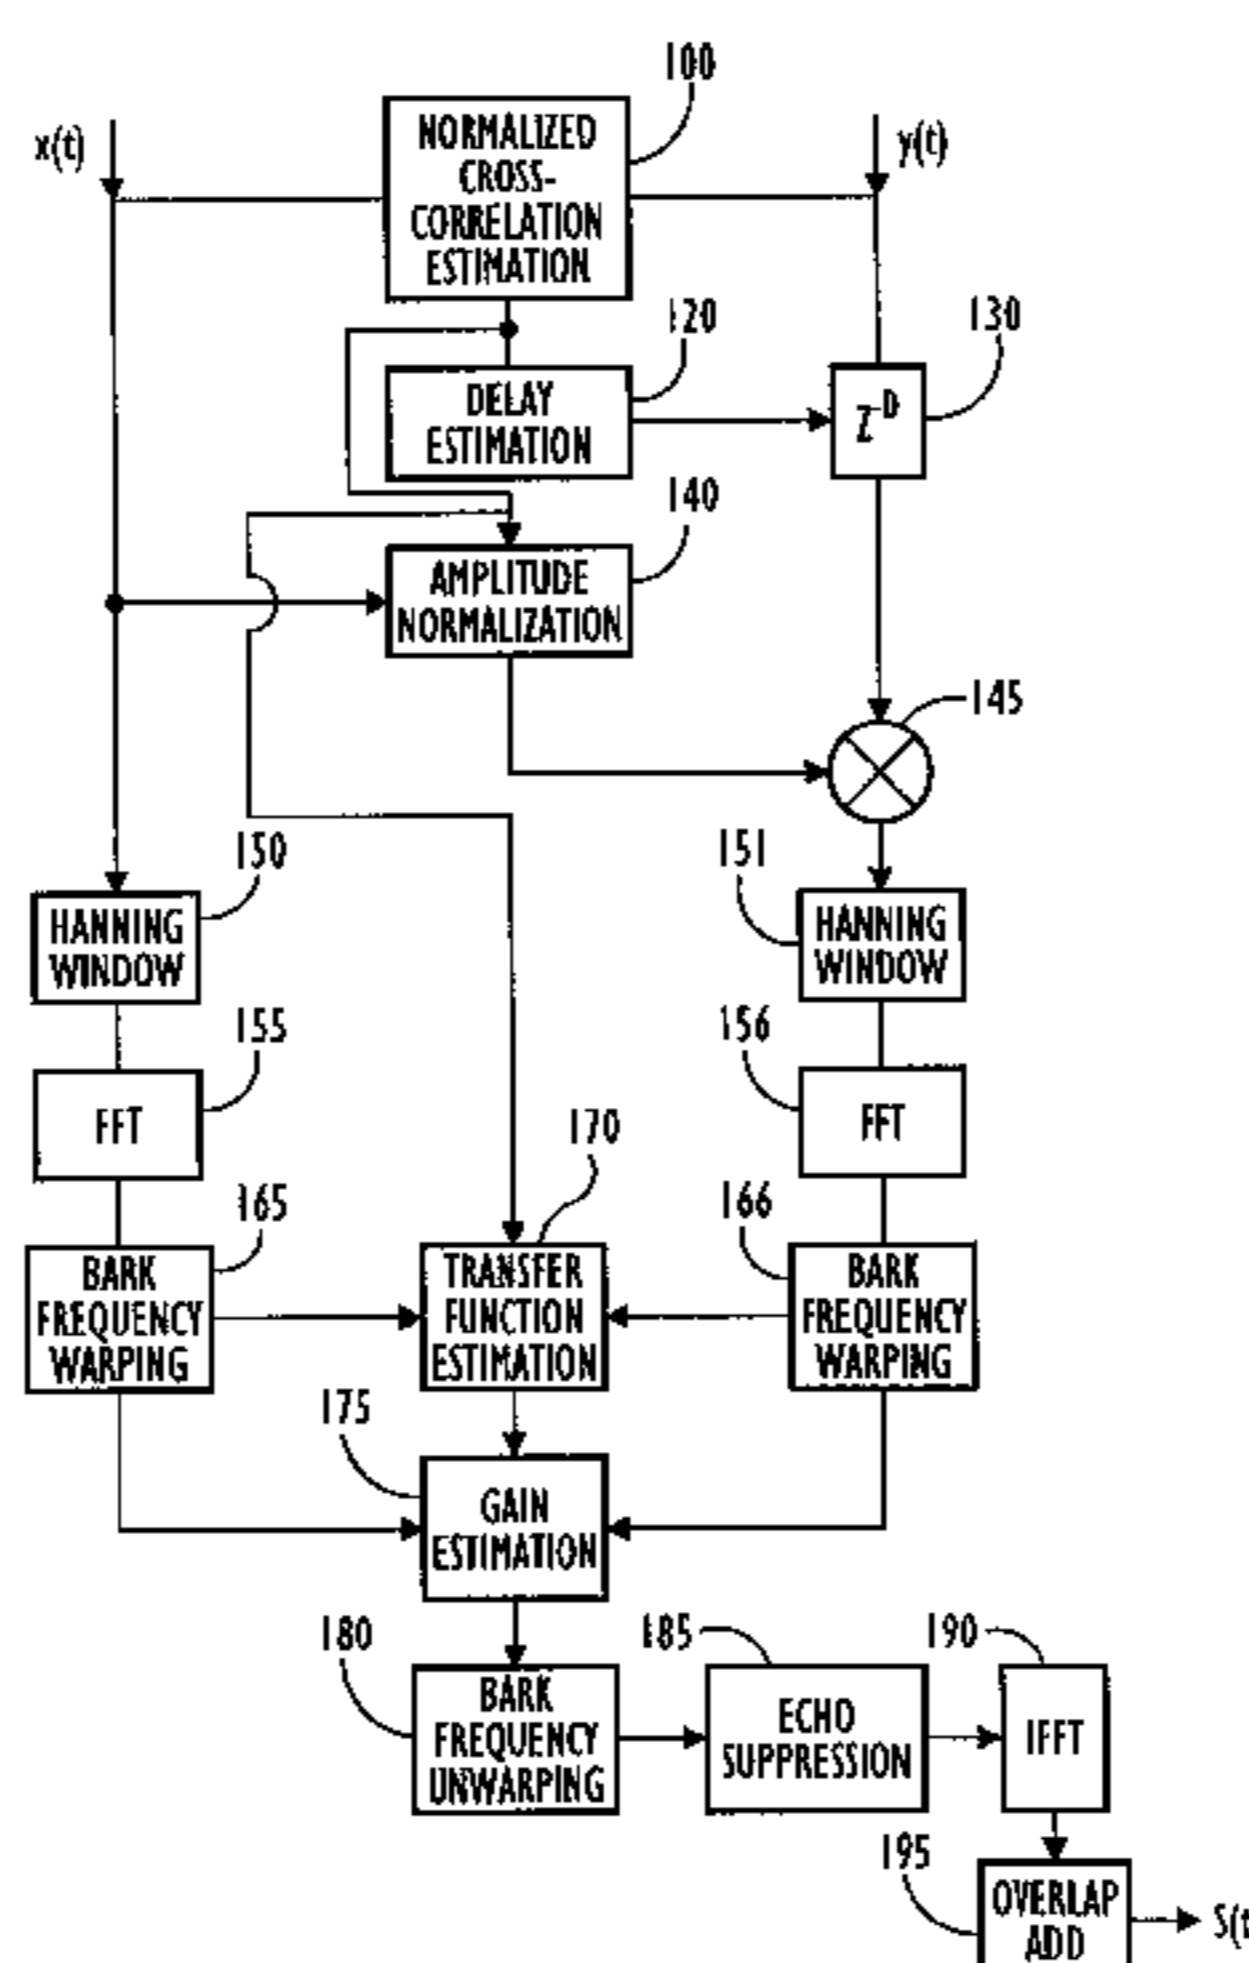 100
x(t)
NORMALIZED
CROSS-
CORRELATION
ESTIMATION
y(t)
120
130
DELAY
ESTIMATION
Z-D
140
AMPLITUDE
NORMALIZATION
145
150
151
HANNING
WINDOW
HANNING
WINDOW
155
156
FFT
FFT
170
165
166
BARK
FREQUENCY
WARPING
TRANSFER
FUNCTION
ESTIMATION
BARK
FREQUENCY
WARPING
175
GAIN
ESTIMATION
180
185
190
BARK
FREQUENCY
UNWARPING
ECHO
SUPPRESSION
IFFT
195
OVERLAP
ADD
S(t